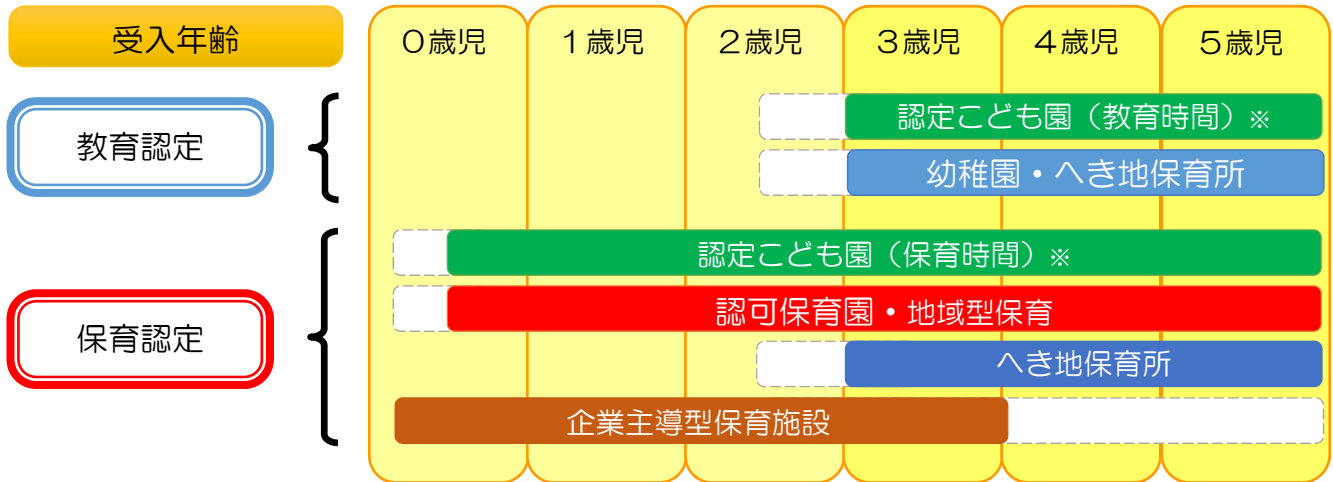 受入年齢
０歳児
１歳児
２歳児
３歳児
４歳児
５歳児
教育認定
認定こども園（教育時間）※
幼稚園・へき地保育所
保育認定
認定こども園（保育時間）※
認可保育園・地域型保育
へき地保育所
企業主導型保育施設